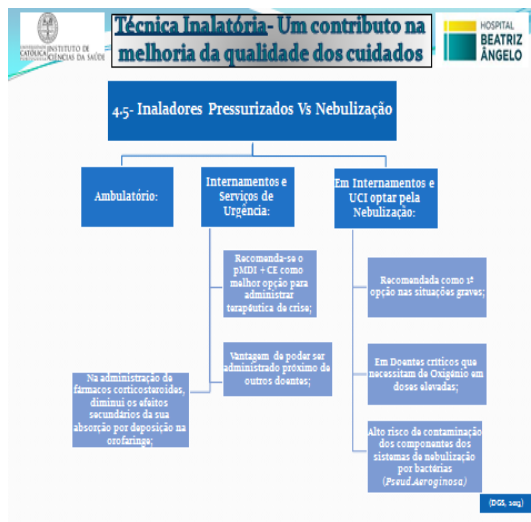 Técnica Inalatória- Um contributo na
melhoria da qualidade dos cuidados
CATÓLICA
INSTITUTO DE
CIÊNCIAS DA SAÚDE
HOSPITAL
BEATRIZ
ÂNGELO
4.5- Inaladores Pressurizados Vs Nebulização
Ambulatório:
Internamentos e
Serviços de
Urgência:
Em Internamentos e
UCI optar pela
Nebulização:
Recomenda-se o
pMDI +CE como
melhor opção para
administrar
terapêutica de crise;
Vantagem de poder ser
administrado próximo de
outros doentes;
Na administração de
fármacos corticosteroides,
diminui os efeitos
secundários da sua
absorção por deposição na
orofaringe;
Recomendada como 1ª
opção nas situações graves;
Em Doentes críticos que
necessitam de Oxigénio em
doses elevadas;
Alto risco de contaminação
dos componentes dos
sistemas de nebulização
por bactérias
(Pseud.Aeroginosa)
(DGS, 2013)